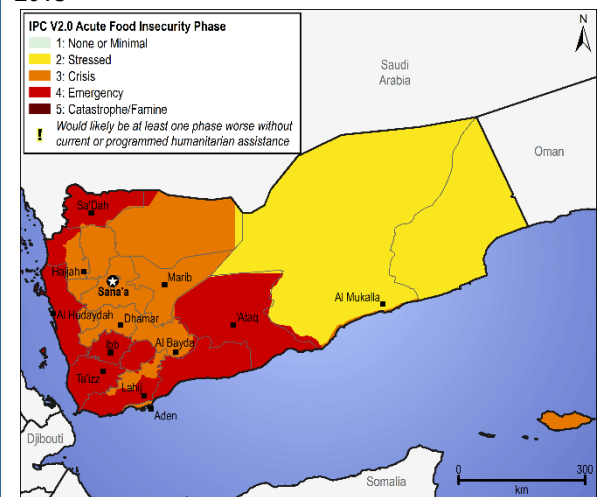 IPC V2.0 Acute Food Insecurity Phase
1: None or Minimal
2: Stressed
3: Crisis
4: Emergency
5: Catastrophe/Famine
! Would likely be at least one phase worse without
current or programmed humanitarian assistance
N
Saudi
Arabia
Oman
Sa'Dah
Hajjah
Sana'a
Marib
Al Hudaydah
Dhamar
Al Mukalla
'Ataq
Ibb
Al Bayda
Ta'izz
Lahij
Aden
Djibouti
Somalia
0 300
km